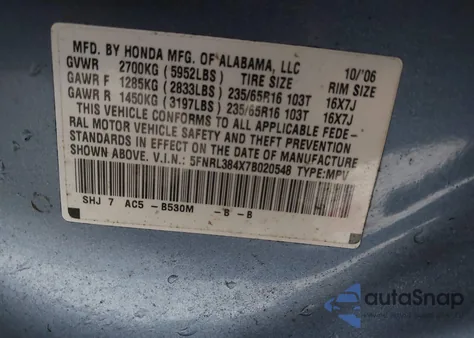 MFD. BY HONDA MFG. OF ALABAMA, LLC 10/'06
GVWR 2700KG (5952LBS) TIRE SIZE RIM SIZE
GAWR F 1285KG (2833LBS) 235/65R16 103T 16X7J
GAWR R 1450KG (3197LBS) 235/65R16 103T 16X7J
THIS VEHICLE CONFORMS TO ALL APPLICABLE FEDE-
RAL MOTOR VEHICLE SAFETY AND THEFT PREVENTION
STANDARDS IN EFFECT ON THE DATE OF MANUFACTURE
SHOWN ABOVE. V.I.N.: 5FNRL384X7B020548 TYPE:MPV
SHJ 7 AC5 -B530M -B -B
autoSnap